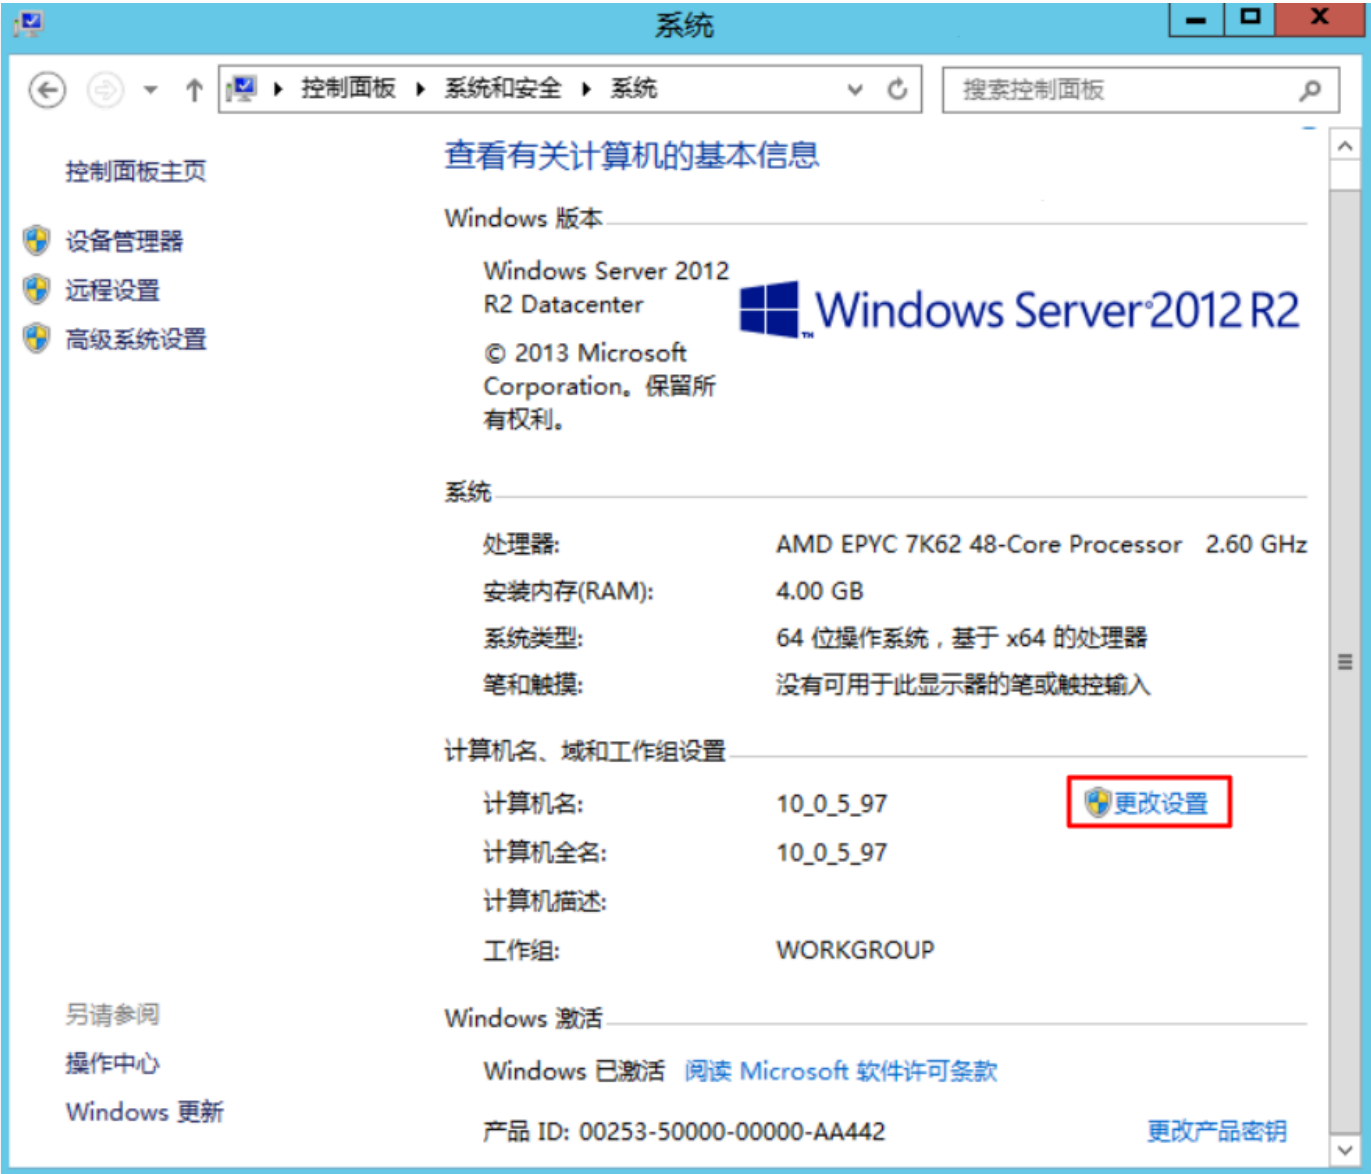 系统
控制面板 系统和安全 系统
搜索控制面板
控制面板主页
设备管理器
远程设置
高级系统设置
查看有关计算机的基本信息
Windows 版本
Windows Server 2012
R2 Datacenter
© 2013 Microsoft
Corporation。保留所
有权利。
Windows Server 2012 R2
系统
处理器: AMD EPYC 7K62 48-Core Processor 2.60 GHz
安装内存(RAM): 4.00 GB
系统类型: 64 位操作系统，基于 x64 的处理器
笔和触摸: 没有可用于此显示器的笔或触控输入
计算机名、域和工作组设置
计算机名: 10_0_5_97 更改设置
计算机全名: 10_0_5_97
计算机描述:
工作组: WORKGROUP
Windows 激活
Windows 已激活 阅读 Microsoft 软件许可条款
产品 ID: 00253-50000-00000-AA442 更改产品密钥
另请参阅
操作中心
Windows 更新